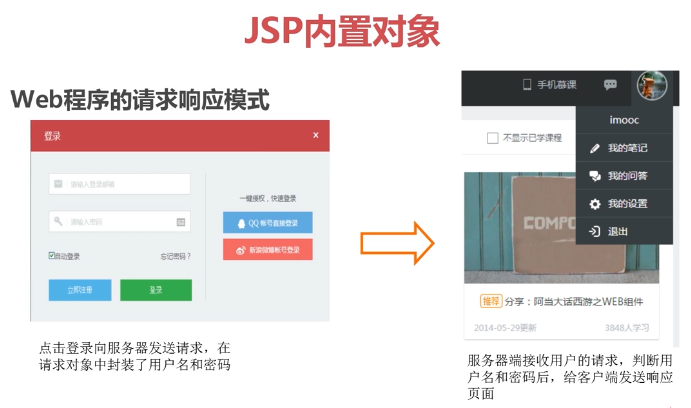 JSP内置对象
Web程序的请求响应模式
登录
x
请输入登录邮箱
请输入密码
自动登录
忘记密码？
立即注册
登录
一键授权，快速登录
QQ 帐号直接登录
新浪微博帐号登录
点击登录向服务器发送请求，在
请求对象中封装了用户名和密码
手机慕课
imooc
我的笔记
我的问答
我的设置
退出
不显示已学课程
COMPO
推荐 分享：阿当大话西游之WEB组件
2014-05-29更新
3848人学习
服务器端接收用户的请求，判断用
户名和密码后，给客户端发送响应
页面